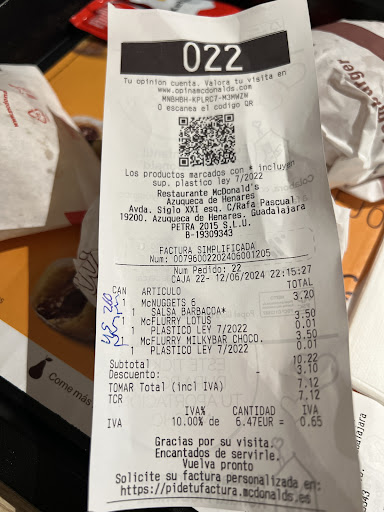 022
Tu opinion cuenta. Valora tu visita en
www.opinamcdonalds.com
MNBHBH-KPLRC7-M3MWZW
O escanea el codigo QR
Los productos marcados con * incluyen
sup. plastico ley 7/2022
Restaurante McDonald's
Azuqueca de Henares
Avda. Siglo XXI esq. C/Rafa Pascual
19200. Azuqueca de Henares. Guadalajara
PETRA 2015 S.L.U.
B-19309343
FACTURA SIMPLIFICADA
Num: 00796002202406001205
Num Pedido: 22
CAJA 22- 12/06/2024 22:15:27
CAN ARTICULO TOTAL
1 McNUGGETS 6 3.20
1 SALSA BARBACOA*
1 McFLURRY LOTUS 3.50
1 PLASTICO LEY 7/2022 0.01
1 McFLURRY MILKYBAR CHOCO. 3.50
1 PLASTICO LEY 7/2022 0.01
Subtotal 10.22
Descuento: - 3.10
TOMAR Total (incl IVA) 7.12
TCR 7.12
IVA% CANTIDAD IVA
IVA 10.00% de 6.47EUR = 0.65
Gracias por su visita.
Encantados de servirle.
Vuelva pronto
Solicite su factura personalizada en:
https://pidetufactura.mcdonalds.es
Come más